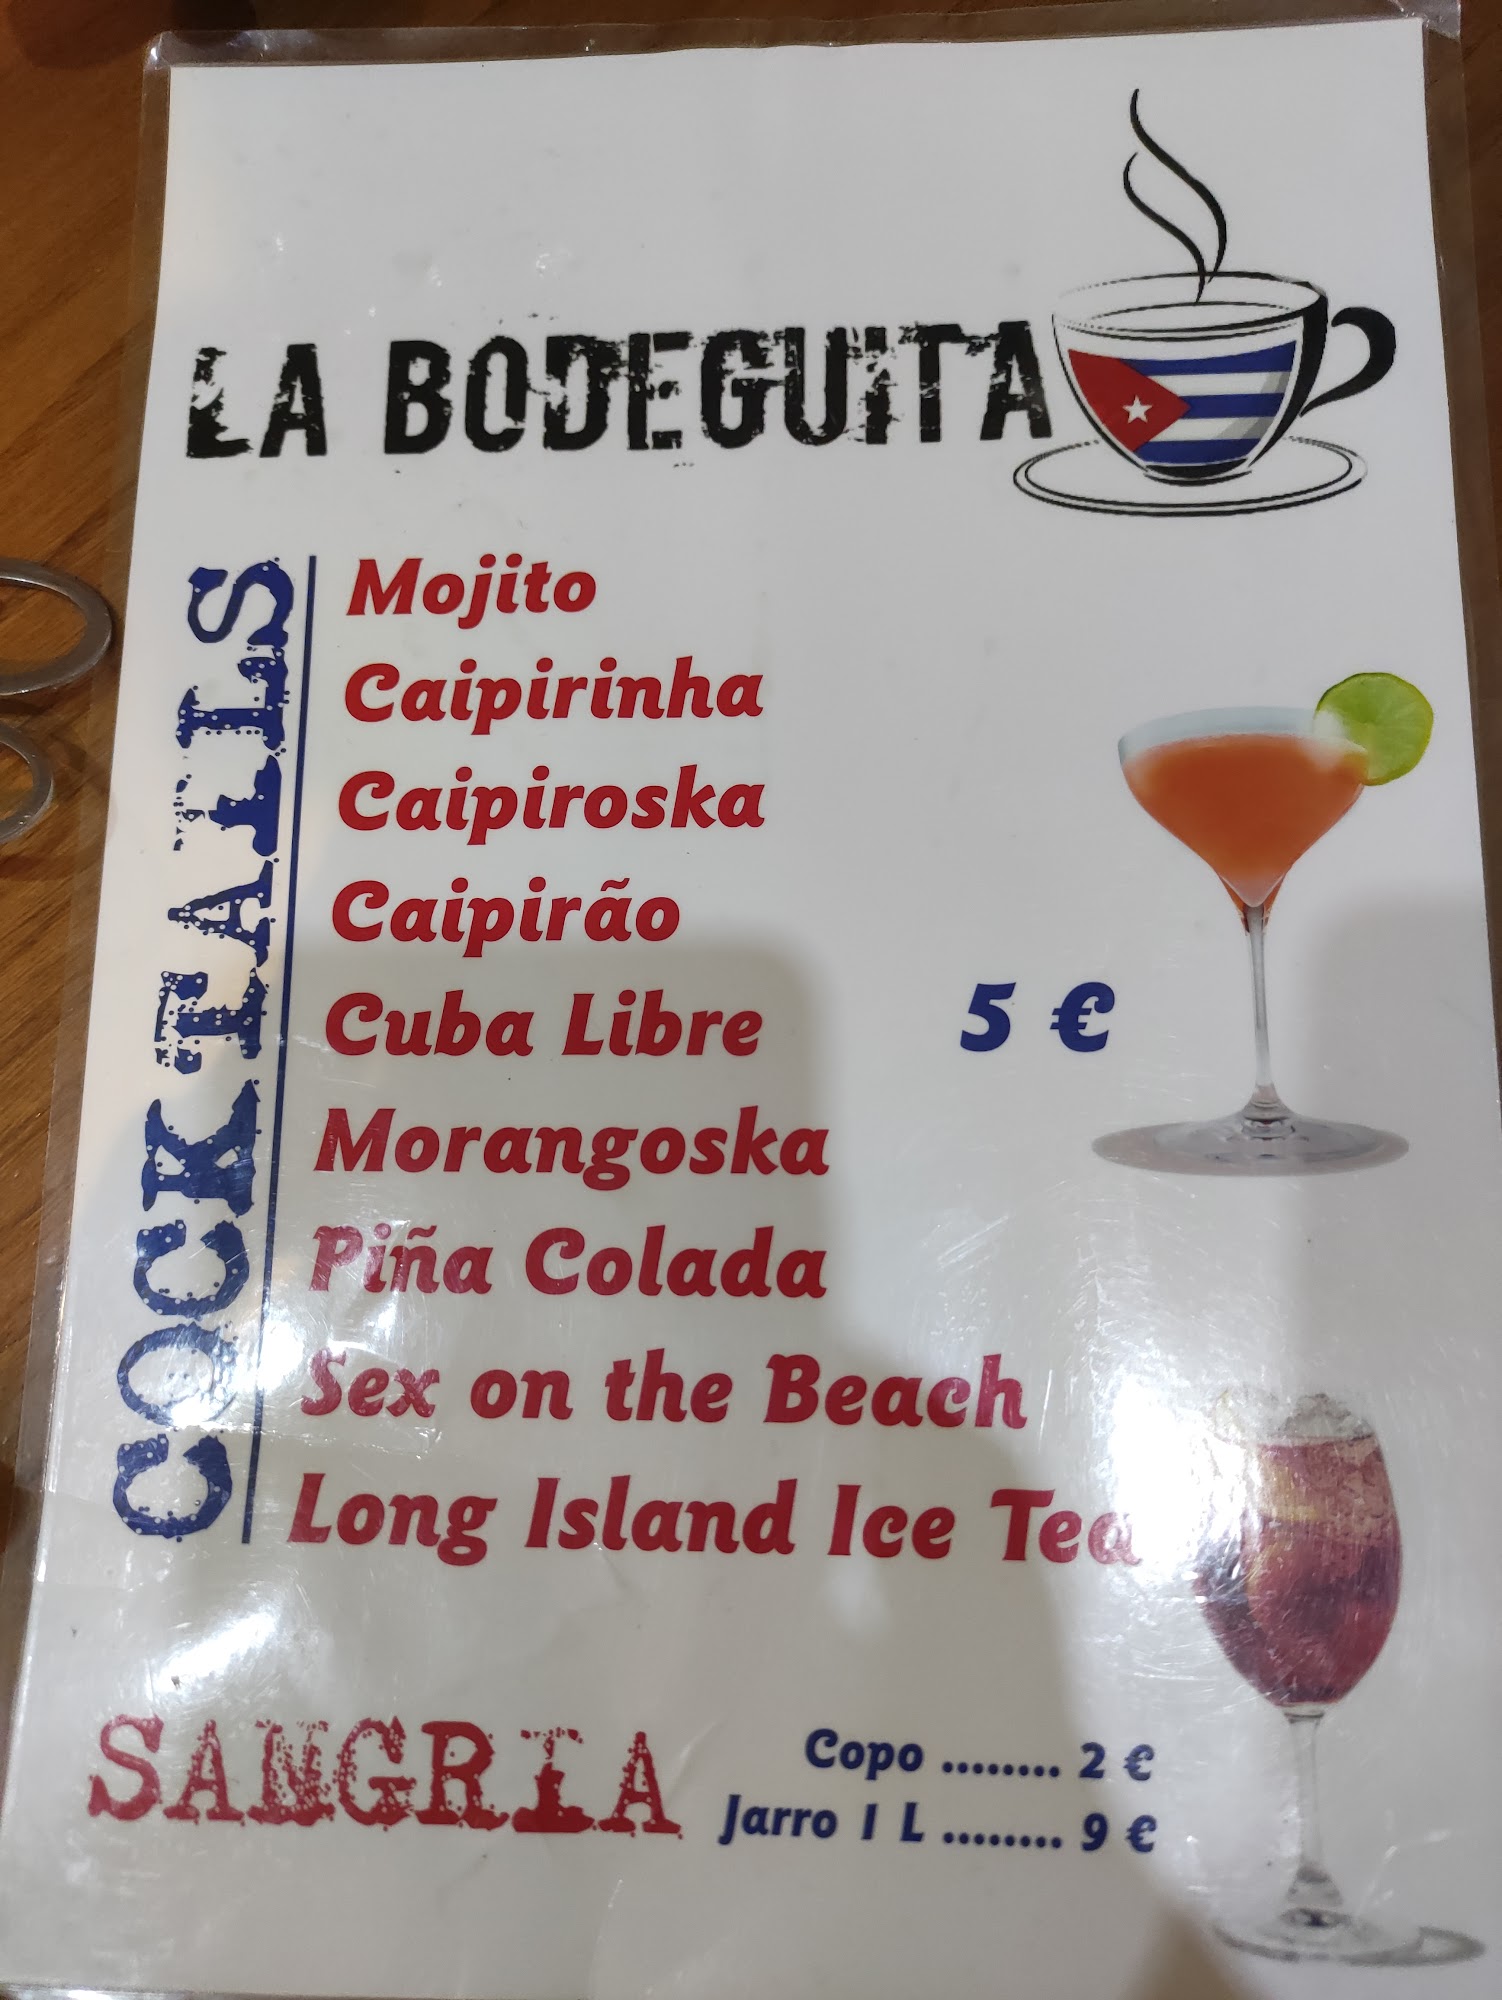 LA BODEGUITA
COCKTAILS
Mojito
Caipirinha
Caipiroska
Caipirão
Cuba Libre
5 €
Morangoska
Piña Colada
Sex on the Beach
Long Island Ice Tea
SANGRIA
Copo ........ 2 €
Jarro 1 L ........ 9 €